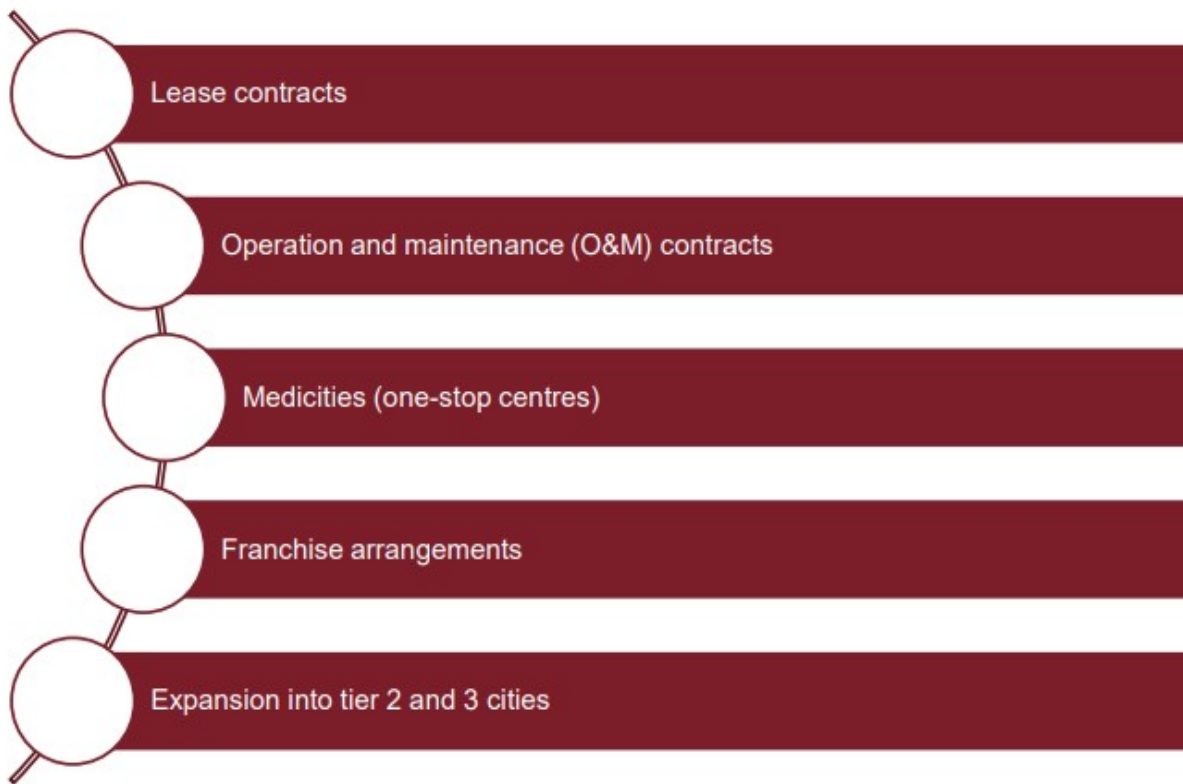 Lease contracts
Operation and maintenance (O&M) contracts
Medicities (one-stop centres)
Franchise arrangements
Expansion into tier 2 and 3 cities